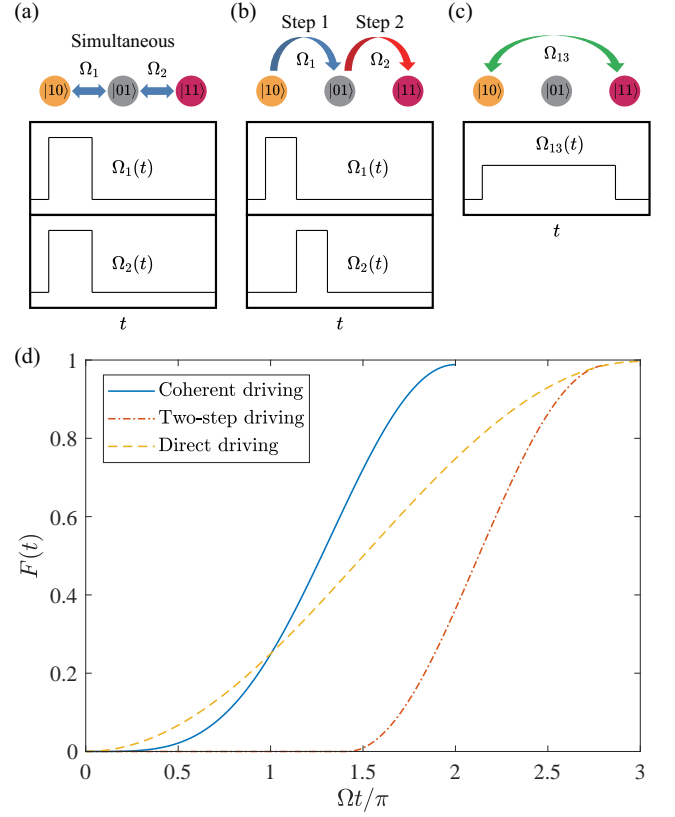 (a)
Simultaneous
Ω₁ Ω₂
|10⟩ |01⟩ |11⟩
Ω₁(t)
Ω₂(t)
t
(b)
Step 1 Step 2
Ω₁ Ω₂
|10⟩ |01⟩ |11⟩
Ω₁(t)
Ω₂(t)
t
(c)
Ω₁₃
|10⟩ |01⟩ |11⟩
Ω₁₃(t)
t
(d)
1
0.8
0.6
0.4
0.2
0
F(t)
Coherent driving
Two-step driving
Direct driving
0 0.5 1 1.5 2 2.5 3
Ωt/π